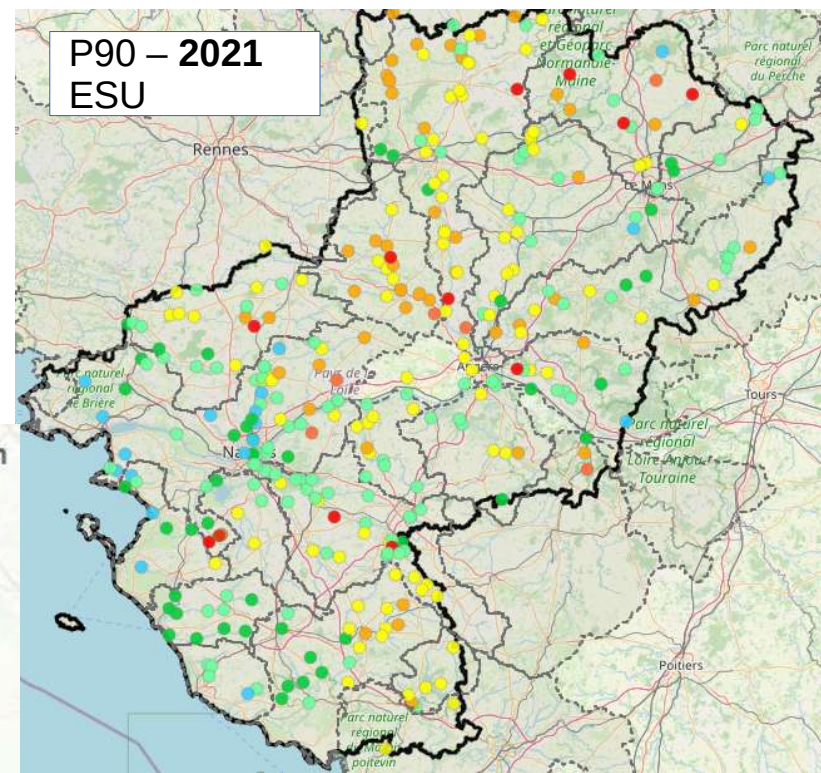 P90 – 2021
ESU
Parc naturel
régional
et Géoparc
Normandie-
Maine
Parc naturel
régional
du Perche
Rennes
Le Mans
Pays de la
Loire
Angers
Parc naturel
régional
de Brière
Tours
Parc naturel
régional
Loire-Anjou-
Touraine
Nantes
n
Poitiers
Parc naturel
régional
du Marais
poitevin